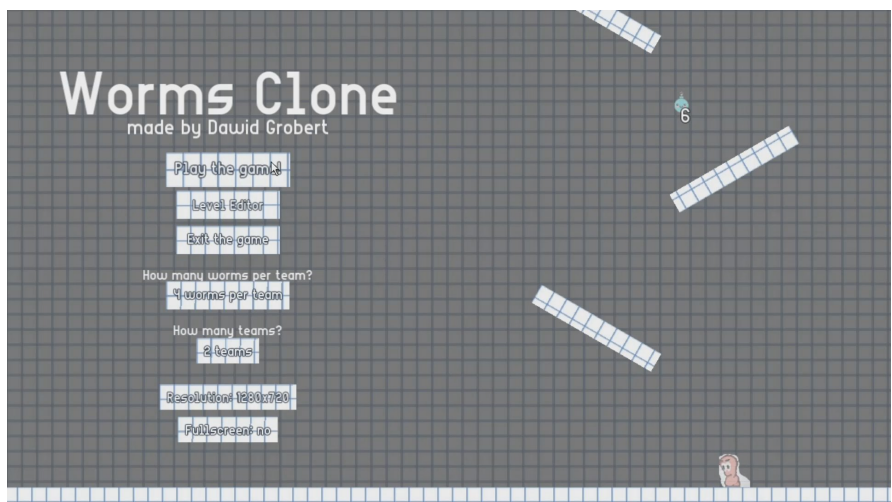 Worms Clone
made by Dawid Grobert
6
Play the game!
Level Editor
Exit the game
How many worms per team?
4 worms per team
How many teams?
2 teams
Resolution: 1280x720
Fullscreen: no